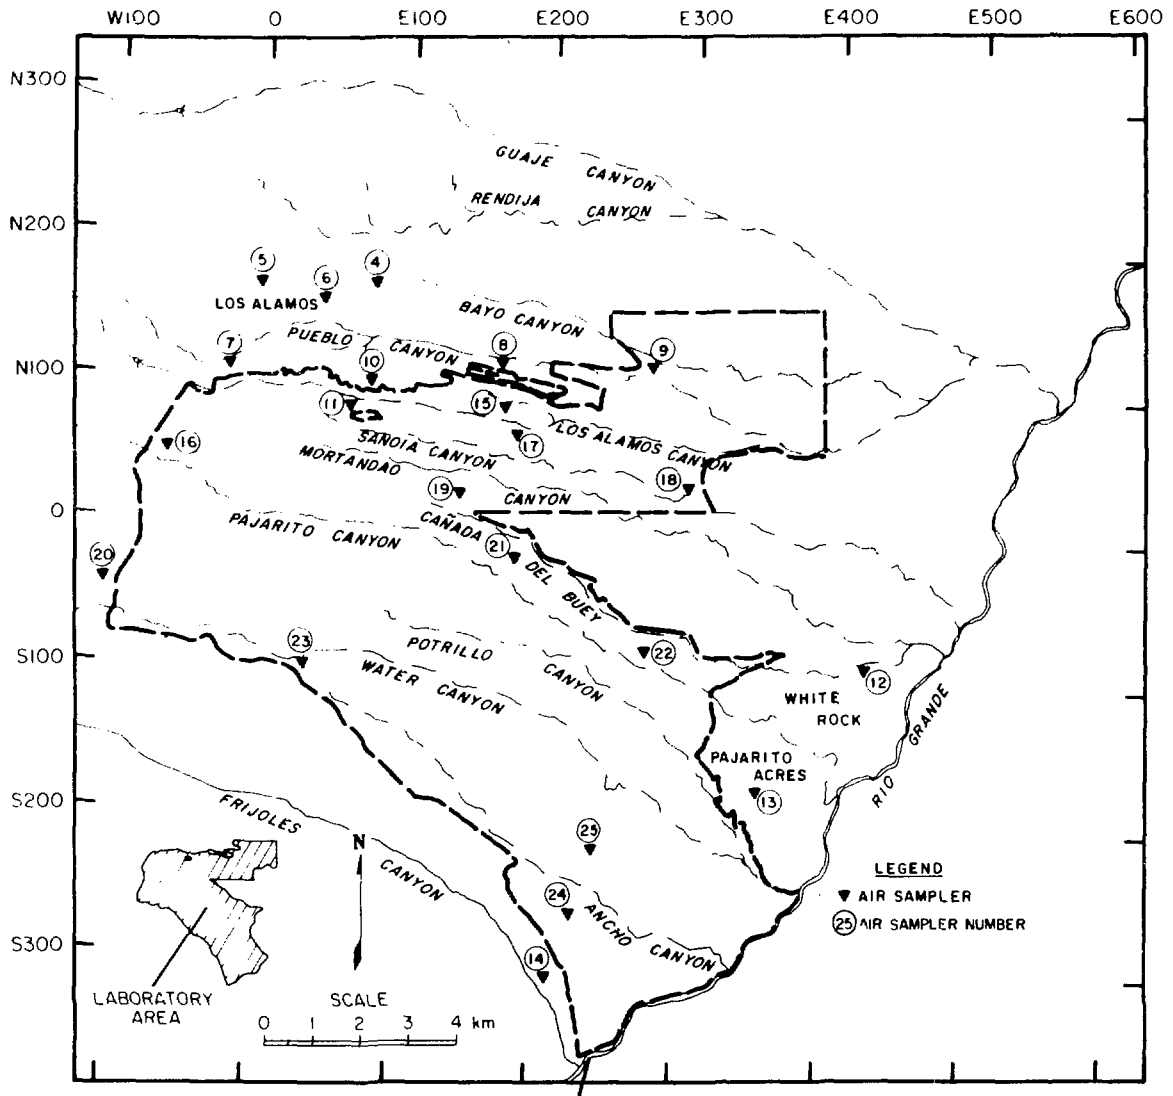 W100 0 E100 E200 E300 E400 E500 E600
N300
GUAJE CANYON
RENDIJA CANYON
N200
5
4
6
LOS ALAMOS
BAYO CANYON
PUEBLO CANYON
7
8
9
N100
10
11
15
LOS ALAMOS CANYON
16
17
SANDIA CANYON
MORTANDAD CANYON
18
19
0
CAÑADA DEL BUEY
PAJARITO CANYON
21
20
23
POTRILLO CANYON
22
S100
WATER CANYON
12
WHITE
ROCK
RIO GRANDE
PAJARITO
ACRES
13
S200
FRIJOLES CANYON
25
N
LEGEND
AIR SAMPLER
25 AIR SAMPLER NUMBER
24
ANCHO CANYON
S300
14
LABORATORY
AREA
SCALE
0 1 2 3 4 km